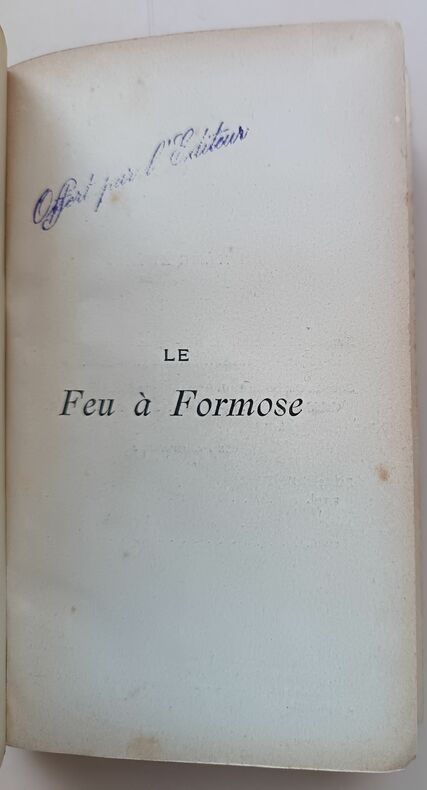 Offert par l'Editeur
LE
Feu à Formose